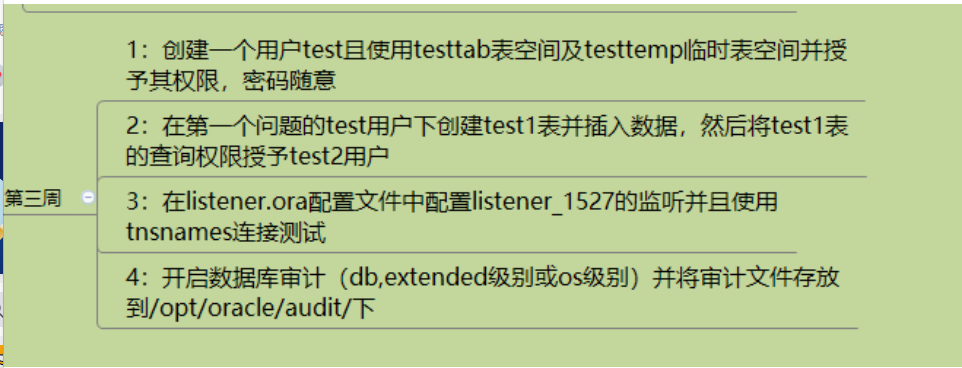 1：创建一个用户test且使用testtab表空间及testtemp临时表空间并授
予其权限，密码随意
2：在第一个问题的test用户下创建test1表并插入数据，然后将test1表
的查询权限授予test2用户
第三周
3：在listener.ora配置文件中配置listener_1527的监听并且使用
tnsnames连接测试
4：开启数据库审计（db,extended级别或os级别）并将审计文件存放
到/opt/oracle/audit/下